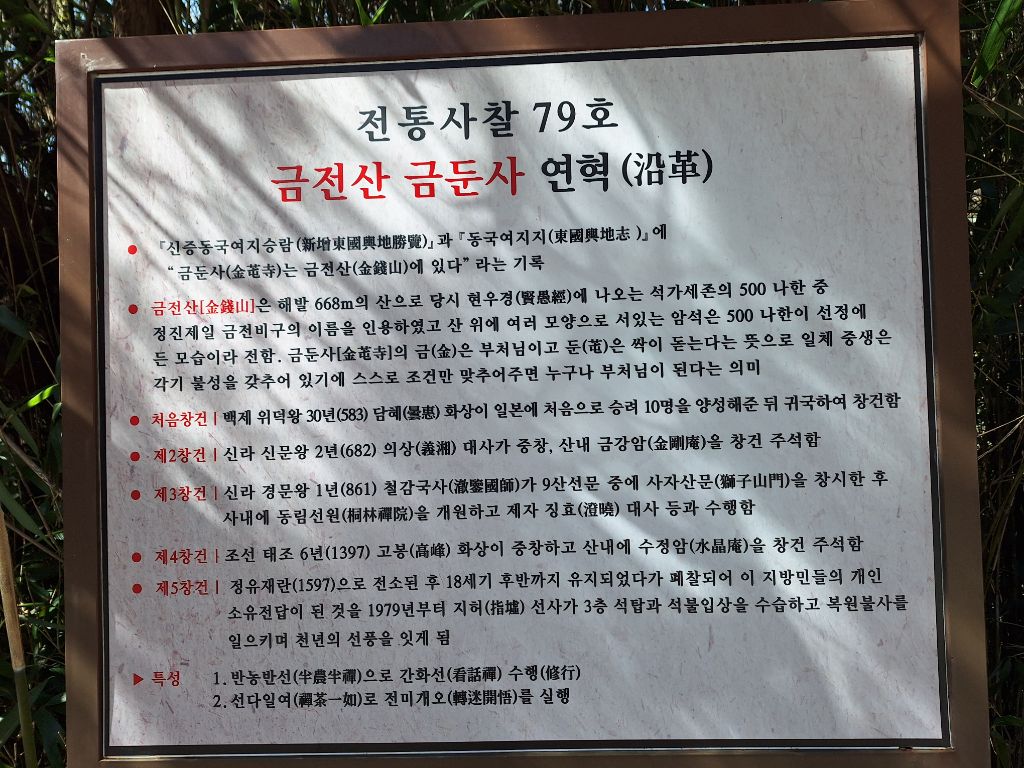 전통사찰 79호
금전산 금둔사 연혁 (沿革)
● 『신증동국여지승람(新增東國輿地勝覽)』과 『동국여지지(東國輿地志 )』에
“ 금둔사(金芚寺)는 금전산(金錢山)에 있다” 라는 기록
● 금전산[金錢山]은 해발 668m의 산으로 당시 현우경(賢愚經)에 나오는 석가세존의 500 나한 중
정진제일 금전비구의 이름을 인용하였고 산 위에 여러 모양으로 서있는 암석은 500 나한이 선정에
든 모습이라 전함. 금둔사[金芚寺]의 금(金)은 부처님이고 둔(芚)은 싹이 돋는다는 뜻으로 일체 중생은
각기 불성을 갖추어 있기에 스스로 조건만 맞추어주면 누구나 부처님이 된다는 의미
● 처음창건 | 백제 위덕왕 30년(583) 담혜(曇惠) 화상이 일본에 처음으로 승려 10명을 양성해준 뒤 귀국하여 창건함
● 제2창건 | 신라 신문왕 2년(682) 의상(義湘) 대사가 중창, 산내 금강암(金剛庵)을 창건 주석함
● 제3창건 | 신라 경문왕 1년(861) 철감국사(澈鑒國師)가 9산선문 중에 사자산문(獅子山門)을 창시한 후
사내에 동림선원(桐林禪院)을 개원하고 제자 징효(澄曉) 대사 등과 수행함
● 제4창건 | 조선 태조 6년(1397) 고봉(高峰) 화상이 중창하고 산내에 수정암(水晶庵)을 창건 주석함
● 제5창건 | 정유재란(1597)으로 전소된 후 18세기 후반까지 유지되었다가 폐찰되어 이 지방민들의 개인
소유전답이 된 것을 1979년부터 지허(指墟) 선사가 3층 석탑과 석불입상을 수습하고 복원불사를
일으키며 천년의 선풍을 잇게 됨
▶ 특성 1. 반농반선(半農半禪)으로 간화선(看話禪) 수행(修行)
2. 선다일여(禪茶一如)로 전미개오(轉迷開悟)를 실행